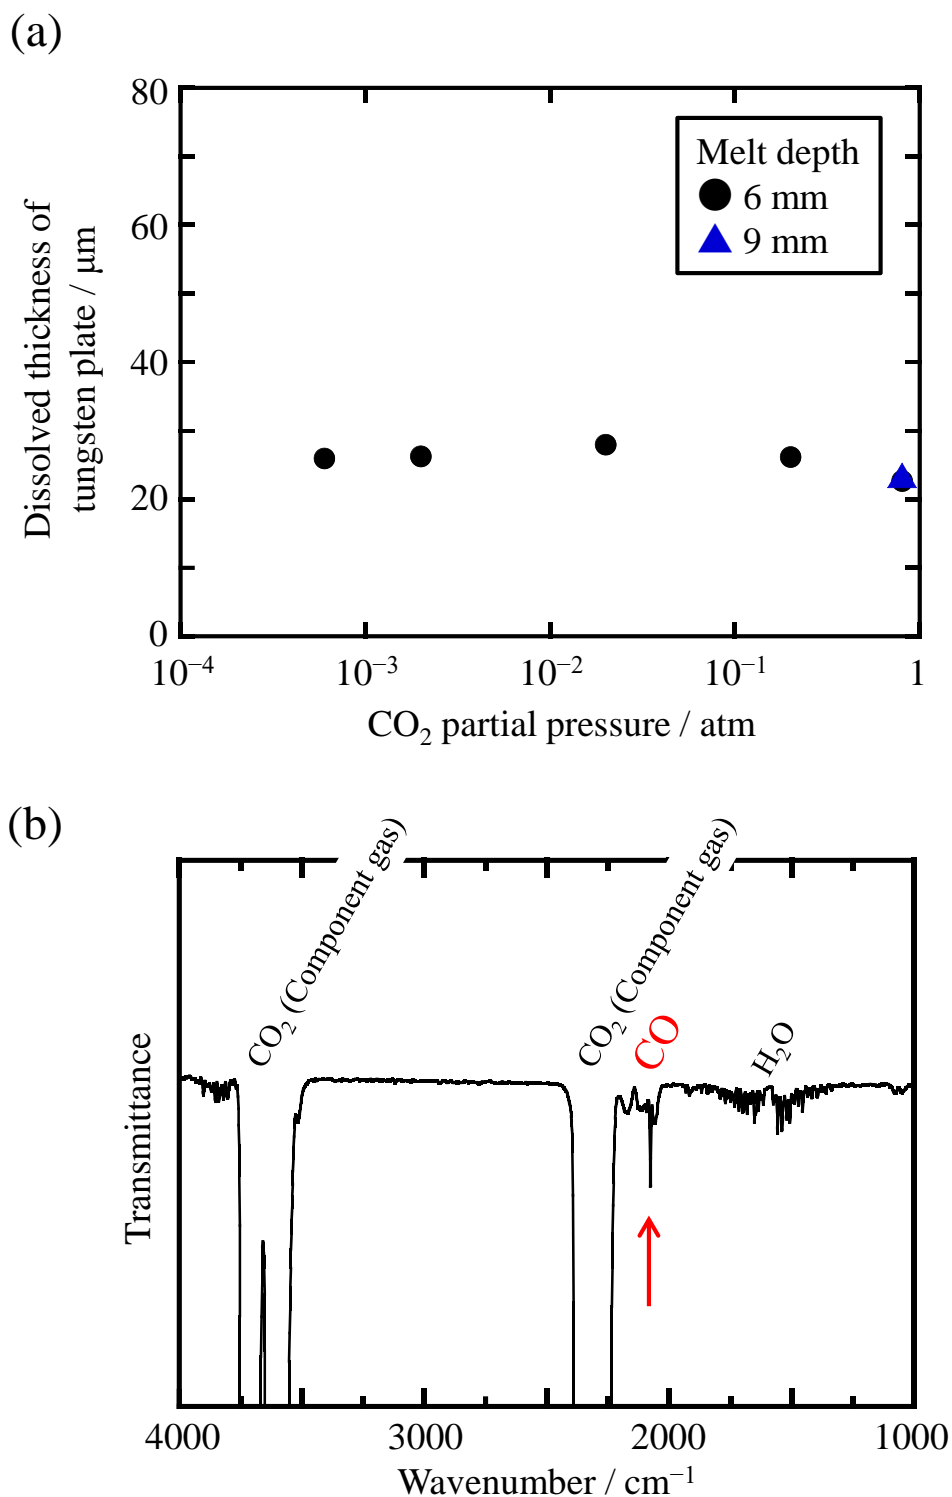 (a)
80
60
40
20
0
Dissolved thickness of
tungsten plate / μm
Melt depth
6 mm
9 mm
10⁻⁴ 10⁻³ 10⁻² 10⁻¹ 1
CO₂ partial pressure / atm
(b)
CO₂ (Component gas)
CO₂ (Component gas)
CO
H₂O
Transmittance
4000 3000 2000 1000
Wavenumber / cm⁻¹